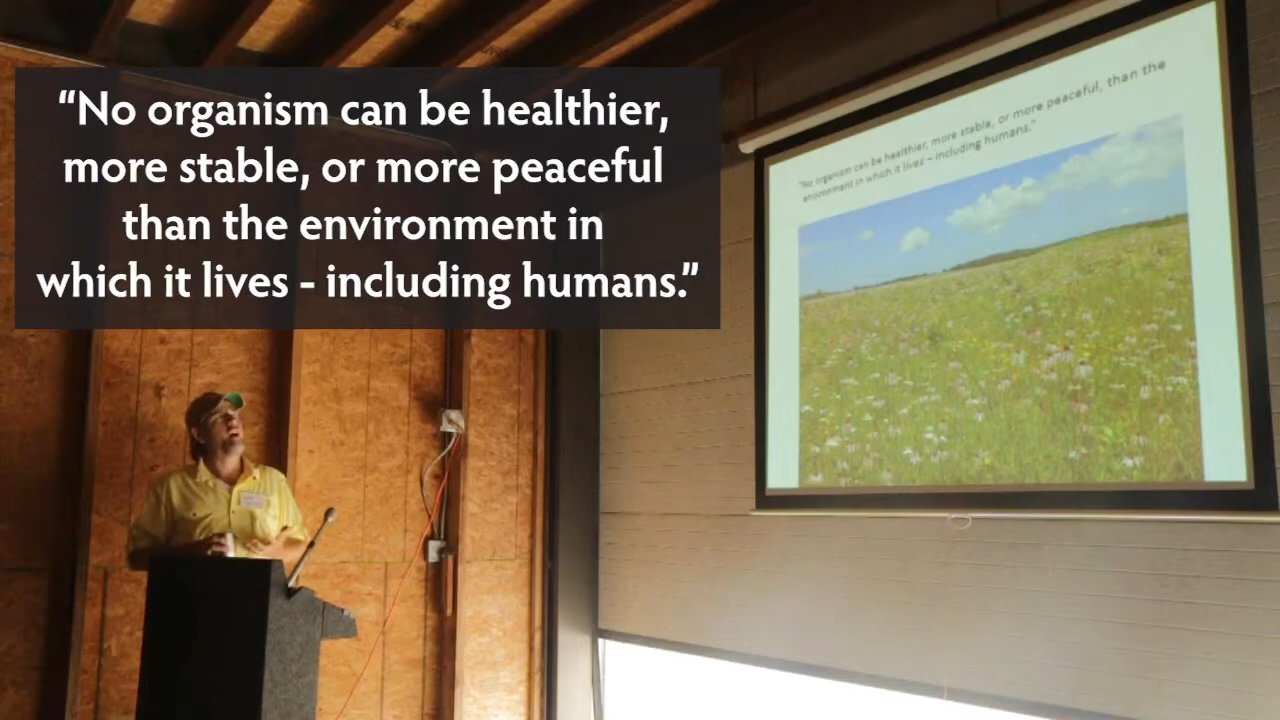 “No organism can be healthier,
more stable, or more peaceful
than the environment in
which it lives - including humans.”
"No organism can be healthier, more stable, or more peaceful, than the
environment in which it lives – including humans."